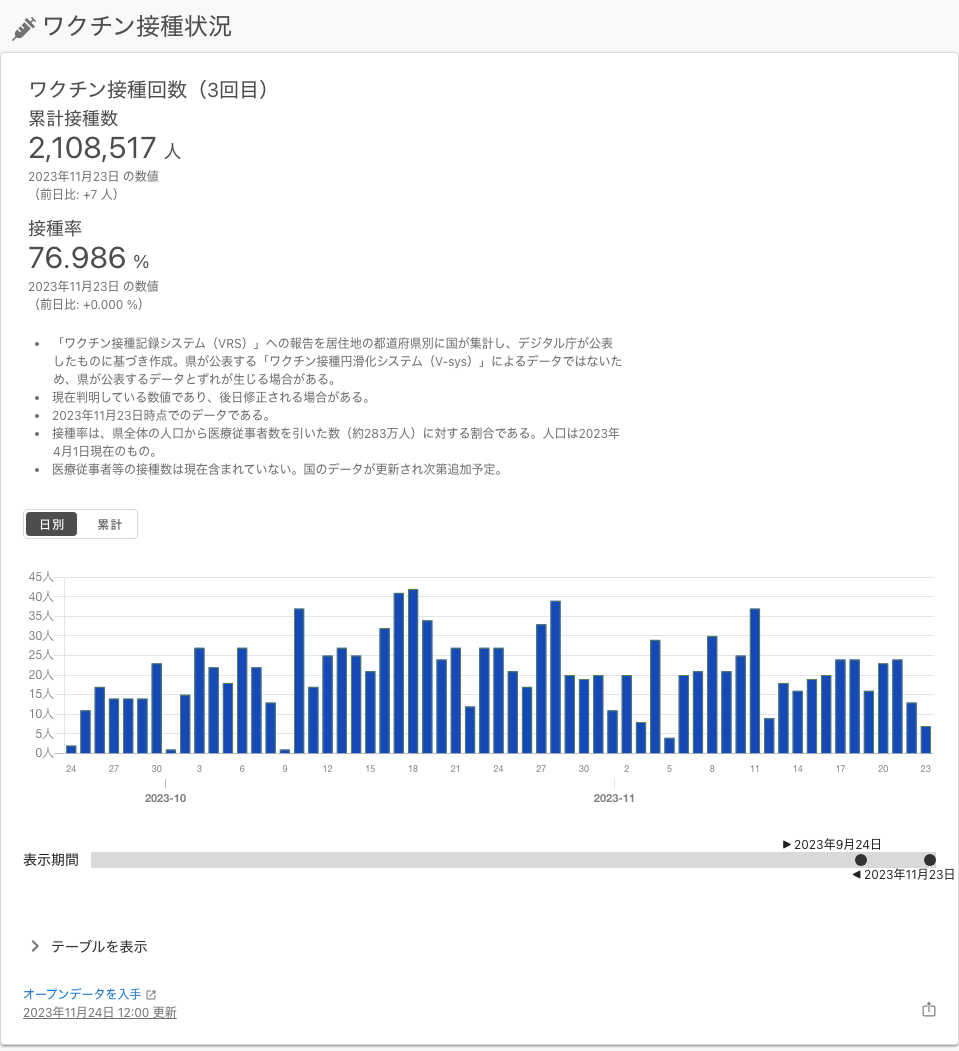 ワクチン接種状況
ワクチン接種回数（3回目）
累計接種数
2,108,517 人
2023年11月23日 の数値
（前日比: +7 人）
接種率
76.986 %
2023年11月23日 の数値
（前日比: +0.000 %）
• 「ワクチン接種記録システム（VRS）」への報告を居住地の都道府県別に国が集計し、デジタル庁が公表
したものに基づき作成。県が公表する「ワクチン接種円滑化システム（V-sys）」によるデータではないた
め、県が公表するデータとずれが生じる場合がある。
• 現在判明している数値であり、後日修正される場合がある。
• 2023年11月23日時点でのデータである。
• 接種率は、県全体の人口から医療従事者数を引いた数（約283万人）に対する割合である。人口は2023年
4月1日現在のもの。
• 医療従事者等の接種数は現在含まれていない。国のデータが更新され次第追加予定。
日別 累計
45人
40人
35人
30人
25人
20人
15人
10人
5人
0人
24 27 30 3 6 9 12 15 18 21 24 27 30 2 5 8 11 14 17 20 23
2023-10 2023-11
▶ 2023年9月24日
表示期間
◀ 2023年11月23日
テーブルを表示
オープンデータを入手
2023年11月24日 12:00 更新